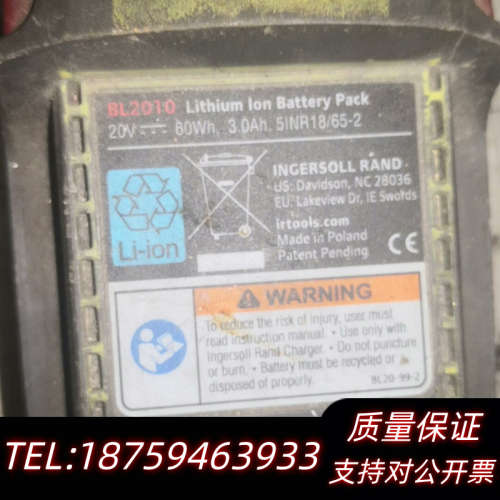 BL2010 Lithium Ion Battery Pack
20V 60Wh, 3.0Ah, 5INR18/65-2
INGERSOLL RAND
US: Davidson, NC 28036
EU: Lakeview Dr, IE Swords
irtools.com
Made in Poland
Patent Pending
CE
Li-ion
WARNING
To reduce the risk of injury, user must
read instruction manual. • Use only with
Ingersoll Rand Charger. • Do not puncture
or burn. • Battery must be recycled or
disposed of properly.
BL20-99-2
TEL:18759463933
质量保证
支持对公开票